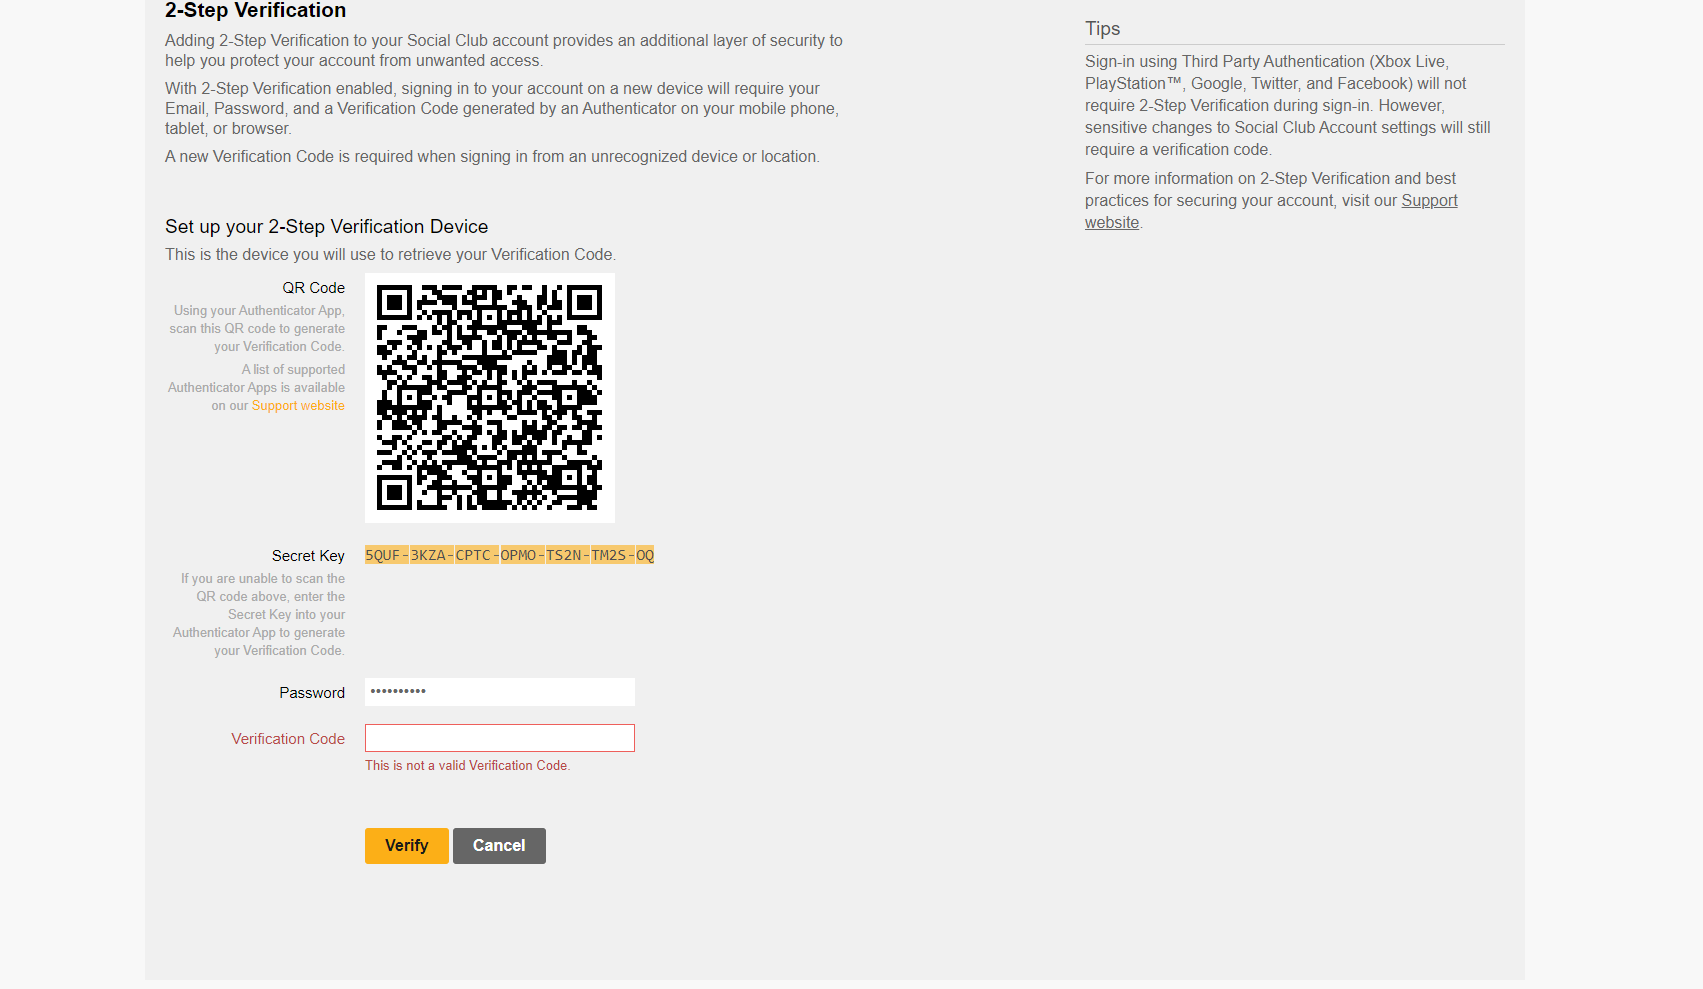 2-Step Verification
Adding 2-Step Verification to your Social Club account provides an additional layer of security to
help you protect your account from unwanted access.
With 2-Step Verification enabled, signing in to your account on a new device will require your
Email, Password, and a Verification Code generated by an Authenticator on your mobile phone,
tablet, or browser.
A new Verification Code is required when signing in from an unrecognized device or location.
Set up your 2-Step Verification Device
This is the device you will use to retrieve your Verification Code.
QR Code
Using your Authenticator App,
scan this QR code to generate
your Verification Code.
A list of supported
Authenticator Apps is available
on our Support website
Secret Key
5QUF-3KZA-CPTC-OPMO-TS2N-TM2S-OQ
If you are unable to scan the
QR code above, enter the
Secret Key into your
Authenticator App to generate
your Verification Code.
Password
••••••••••
Verification Code
This is not a valid Verification Code.
Verify
Cancel
Tips
Sign-in using Third Party Authentication (Xbox Live,
PlayStation™, Google, Twitter, and Facebook) will not
require 2-Step Verification during sign-in. However,
sensitive changes to Social Club Account settings will still
require a verification code.
For more information on 2-Step Verification and best
practices for securing your account, visit our Support
website.